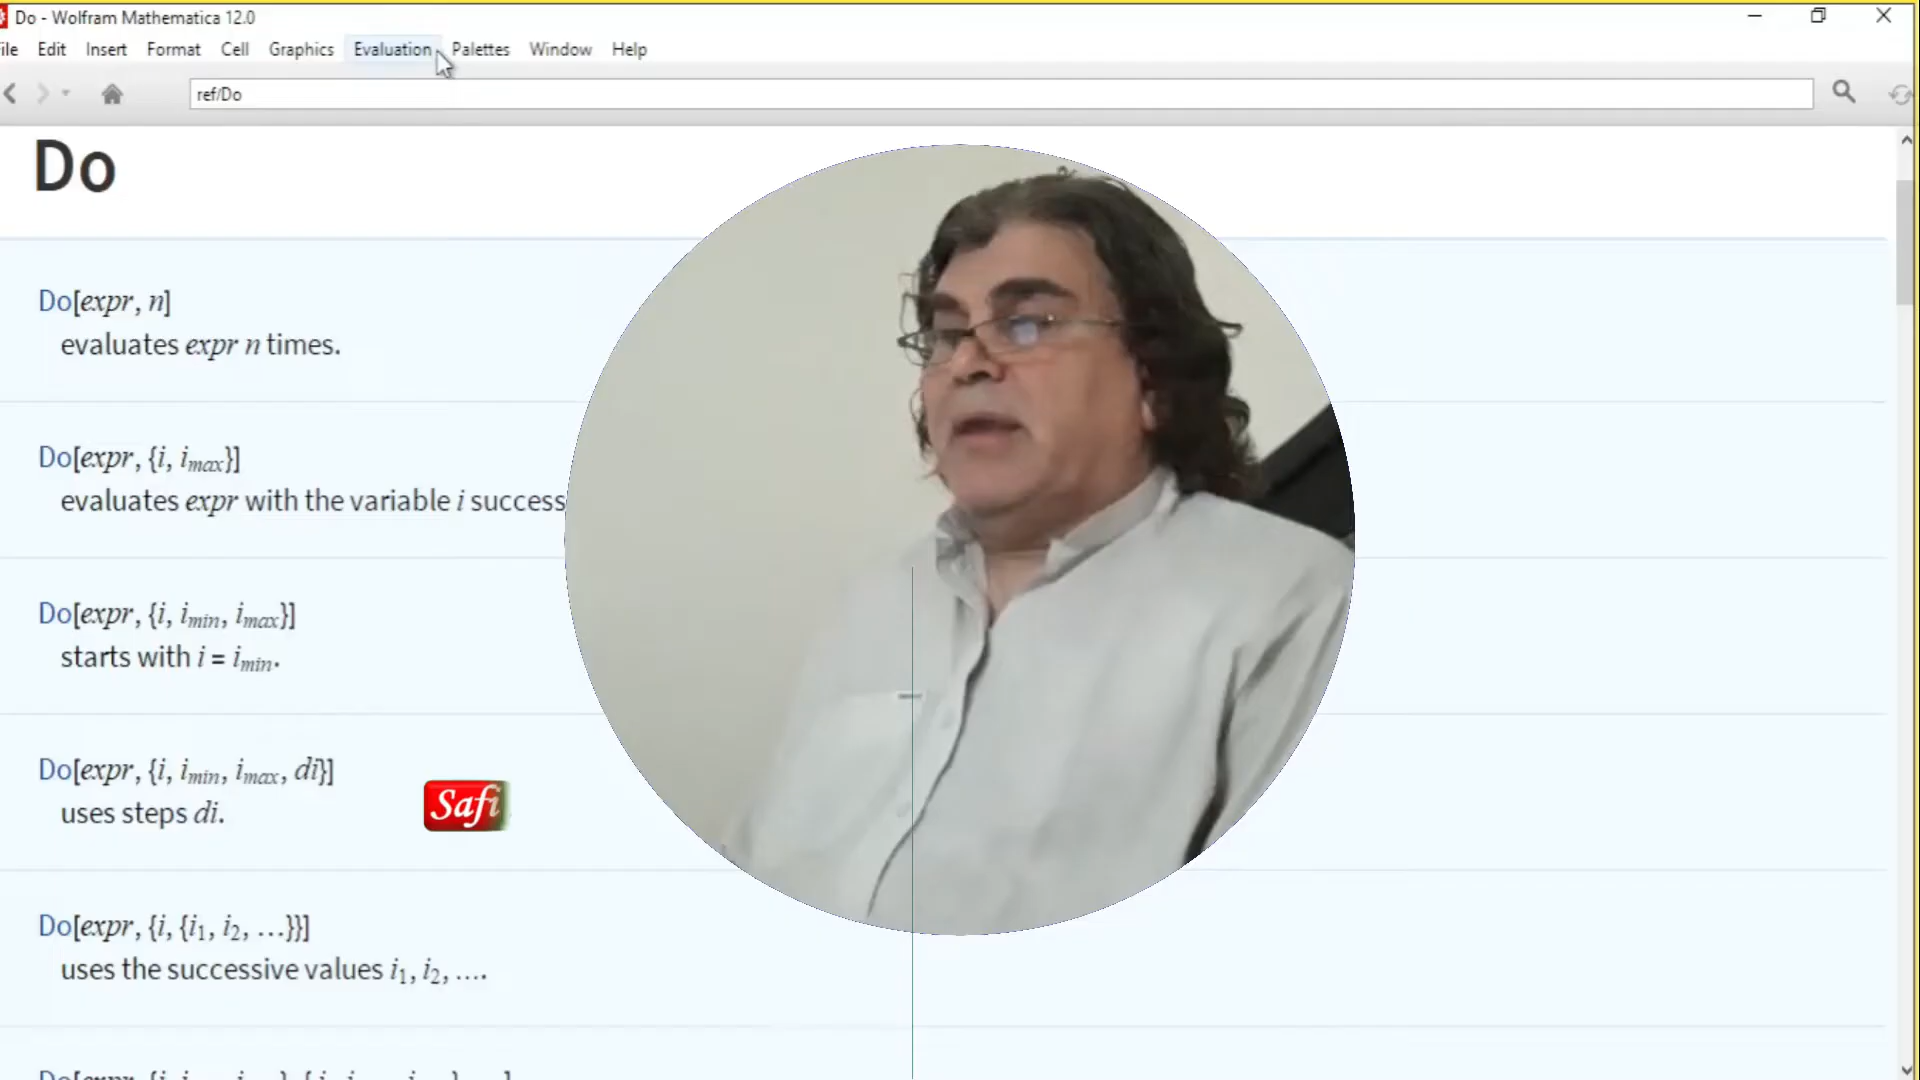 Do - Wolfram Mathematica 12.0
ile Edit Insert Format Cell Graphics Evaluation Palettes Window Help
ref/Do
Do
Do[expr, n]
evaluates expr n times.
Do[expr, {i, imax}]
evaluates expr with the variable i success
Do[expr, {i, imin, imax}]
starts with i = imin.
Do[expr, {i, imin, imax, di}]
uses steps di.
Safi
Do[expr, {i, {i1, i2, …}}]
uses the successive values i1, i2, ….